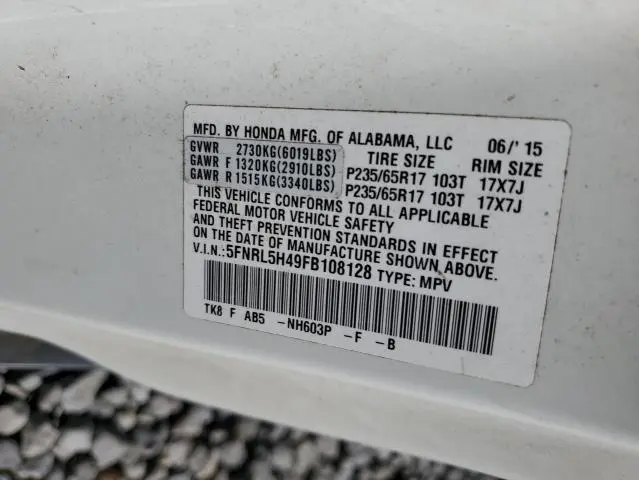 MFD. BY HONDA MFG. OF ALABAMA, LLC 06/'15
GVWR 2730KG(6019LBS) TIRE SIZE RIM SIZE
GAWR F 1320KG(2910LBS) P235/65R17 103T 17X7J
GAWR R 1515KG(3340LBS) P235/65R17 103T 17X7J
THIS VEHICLE CONFORMS TO ALL APPLICABLE
FEDERAL MOTOR VEHICLE SAFETY
AND THEFT PREVENTION STANDARDS IN EFFECT
ON THE DATE OF MANUFACTURE SHOWN ABOVE.
V.I.N.:5FNRL5H49FB108128 TYPE: MPV
TK8 F AB5 -NH603P -F -B